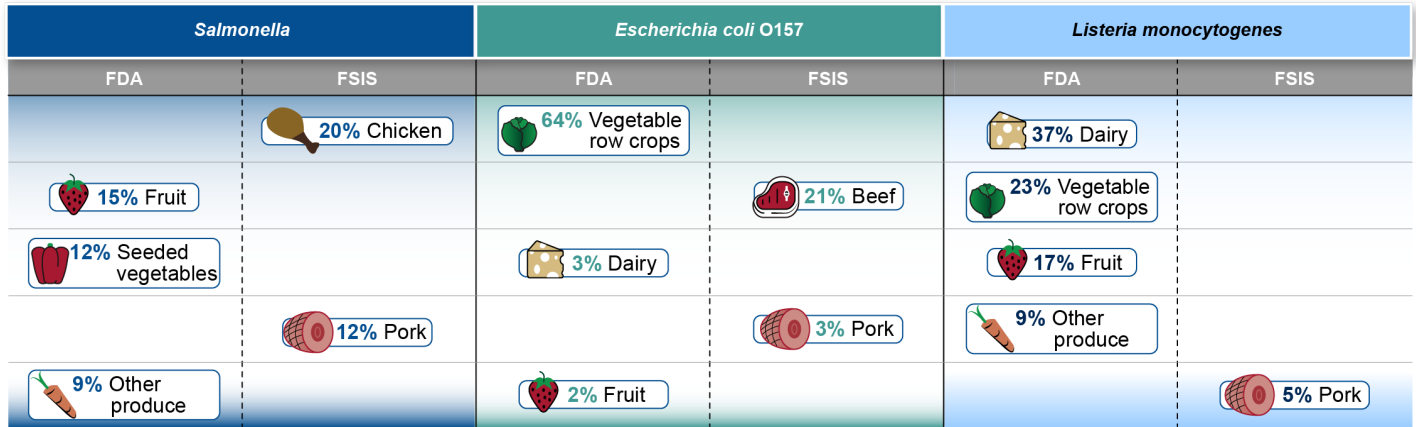 Salmonella
Escherichia coli O157
Listeria monocytogenes
FDA
FSIS
FDA
FSIS
FDA
FSIS
20% Chicken
64% Vegetable
row crops
37% Dairy
15% Fruit
21% Beef
23% Vegetable
row crops
12% Seeded
vegetables
3% Dairy
17% Fruit
12% Pork
3% Pork
9% Other
produce
9% Other
produce
2% Fruit
5% Pork